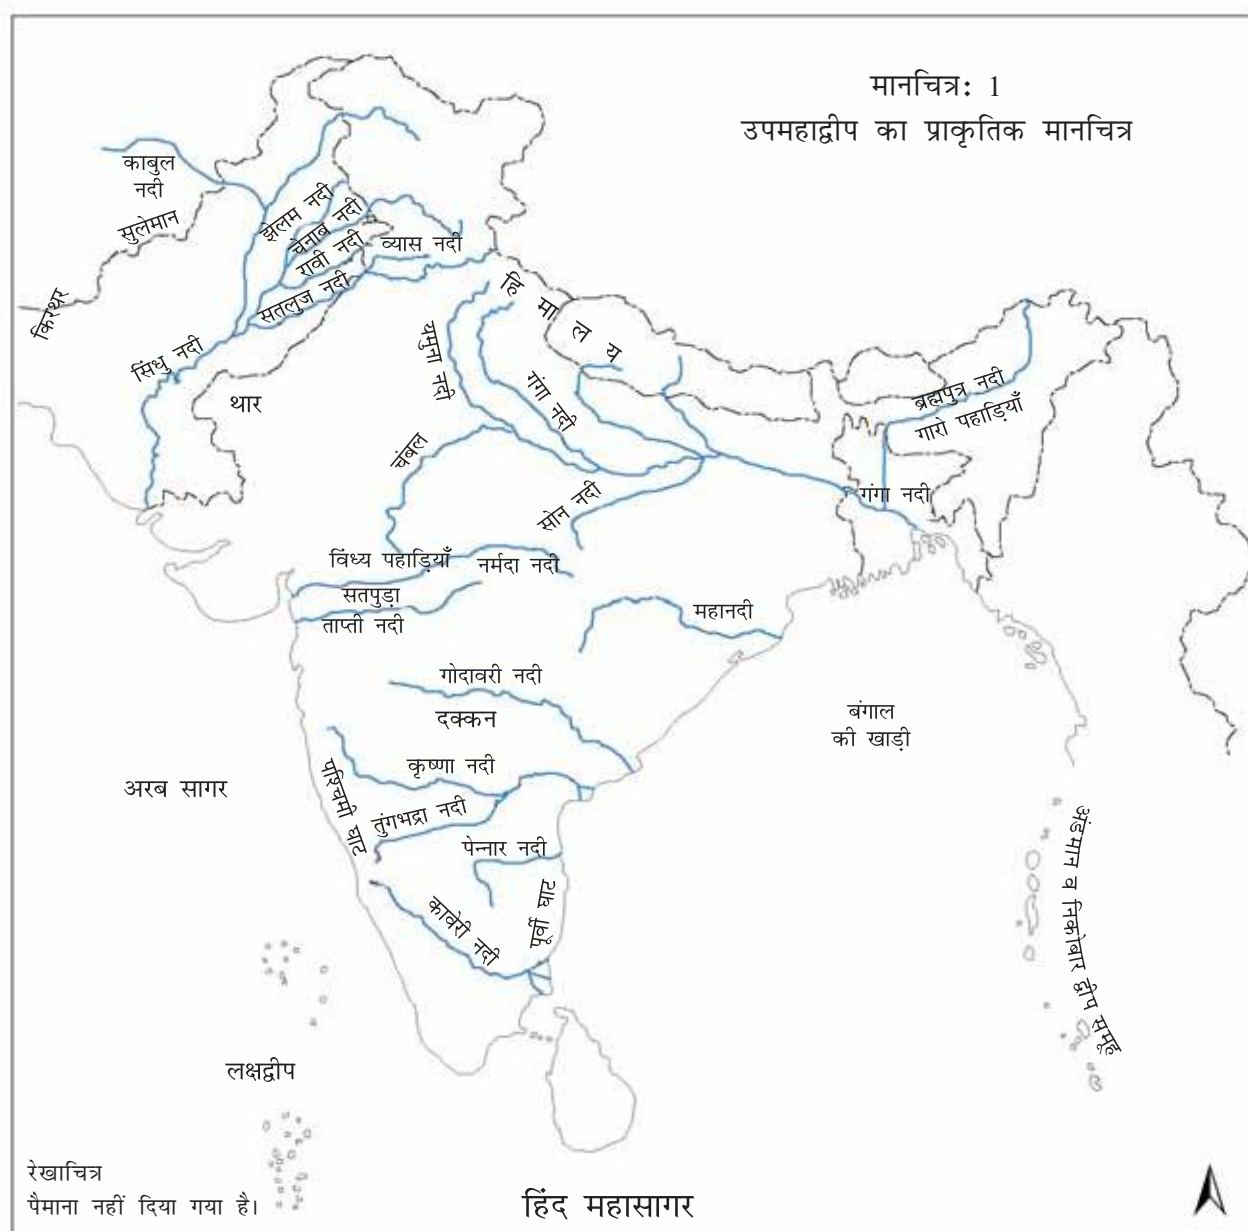 मानचित्र: 1
उपमहाद्वीप का प्राकृतिक मानचित्र
काबुल
नदी
सुलेमान
किरथर
झेलम नदी
चेनाब नदी
रावी नदी
व्यास नदी
सतलुज नदी
सिंधु नदी
थार
हिमालय
यमुना नदी
गंगा नदी
ब्रह्मपुत्र नदी
गारो पहाड़ियाँ
चंबल
सोन नदी
गंगा नदी
विंध्य पहाड़ियाँ
नर्मदा नदी
सतपुड़ा
ताप्ती नदी
महानदी
गोदावरी नदी
दक्कन
बंगाल
की खाड़ी
कृष्णा नदी
अरब सागर
पश्चिमी घाट
तुंगभद्रा नदी
पेन्नार नदी
पूर्वी घाट
कावेरी नदी
अंडमान व निकोबार द्वीप समूह
लक्षद्वीप
रेखाचित्र
पैमाना नहीं दिया गया है।
हिंद महासागर